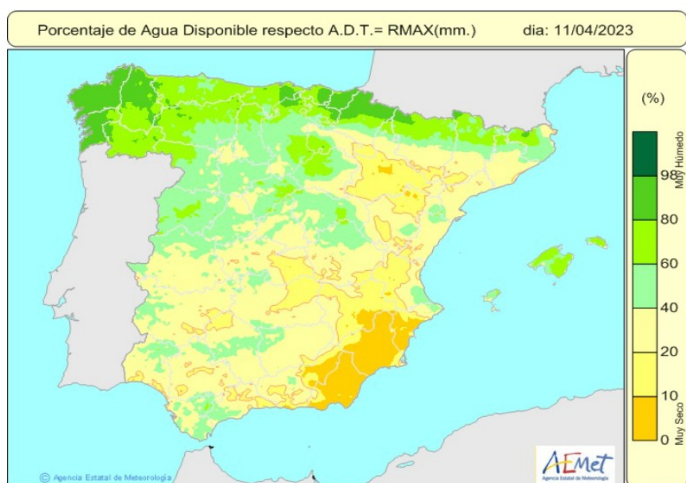 Porcentaje de Agua Disponible respecto A.D.T.= RMAX(mm.) dia: 11/04/2023
(%)
Muy Húmedo
98
80
60
40
20
10
0
Muy Seco
© Agencia Estatal de Meteorología
AEMet
Agencia Estatal de Meteorología